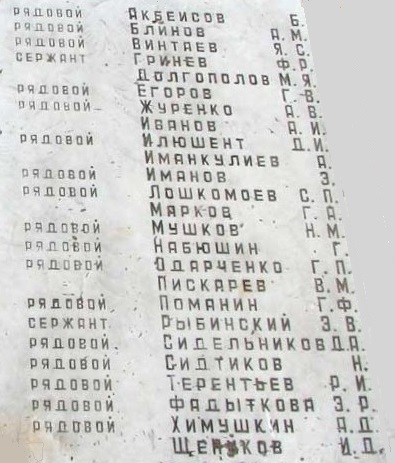 РЯДОВОЙ АКБЕИСОВ Б.
РЯДОВОЙ БЛИНОВ А. М.
РЯДОВОЙ ВИНТАЕВ Я. С.
СЕРЖАНТ ГРИНЕВ Ф. Р.
ДОЛГОПОЛОВ М. Я.
РЯДОВОЙ ЕГОРОВ Г. В.
РЯДОВОЙ ЖУРЕНКО А. В.
ИВАНОВ А. И.
РЯДОВОЙ ИЛЮШЕНТ Д. И.
ИМАНКУЛИЕВ А.
РЯДОВОЙ ИМАНОВ З.
РЯДОВОЙ ЛОШКОМОЕВ С. П.
МАРКОВ Г. А.
РЯДОВОЙ МУШКОВ Н. М.
РЯДОВОЙ НАБЮШИН Г.
РЯДОВОЙ ОДАРЧЕНКО Г. П.
ПИСКАРЕВ В. М.
РЯДОВОЙ ПОМАНИН Г. Ф.
СЕРЖАНТ РЫБИНСКИЙ З. В.
РЯДОВОЙ СИДЕЛЬНИКОВ Д. А.
РЯДОВОЙ СИДТИКОВ Н.
РЯДОВОЙ ТЕРЕНТЬЕВ Р. И.
РЯДОВОЙ ФАДЫТКОВА З. Р.
РЯДОВОЙ ХИМУШКИН А. Д.
И. Д.